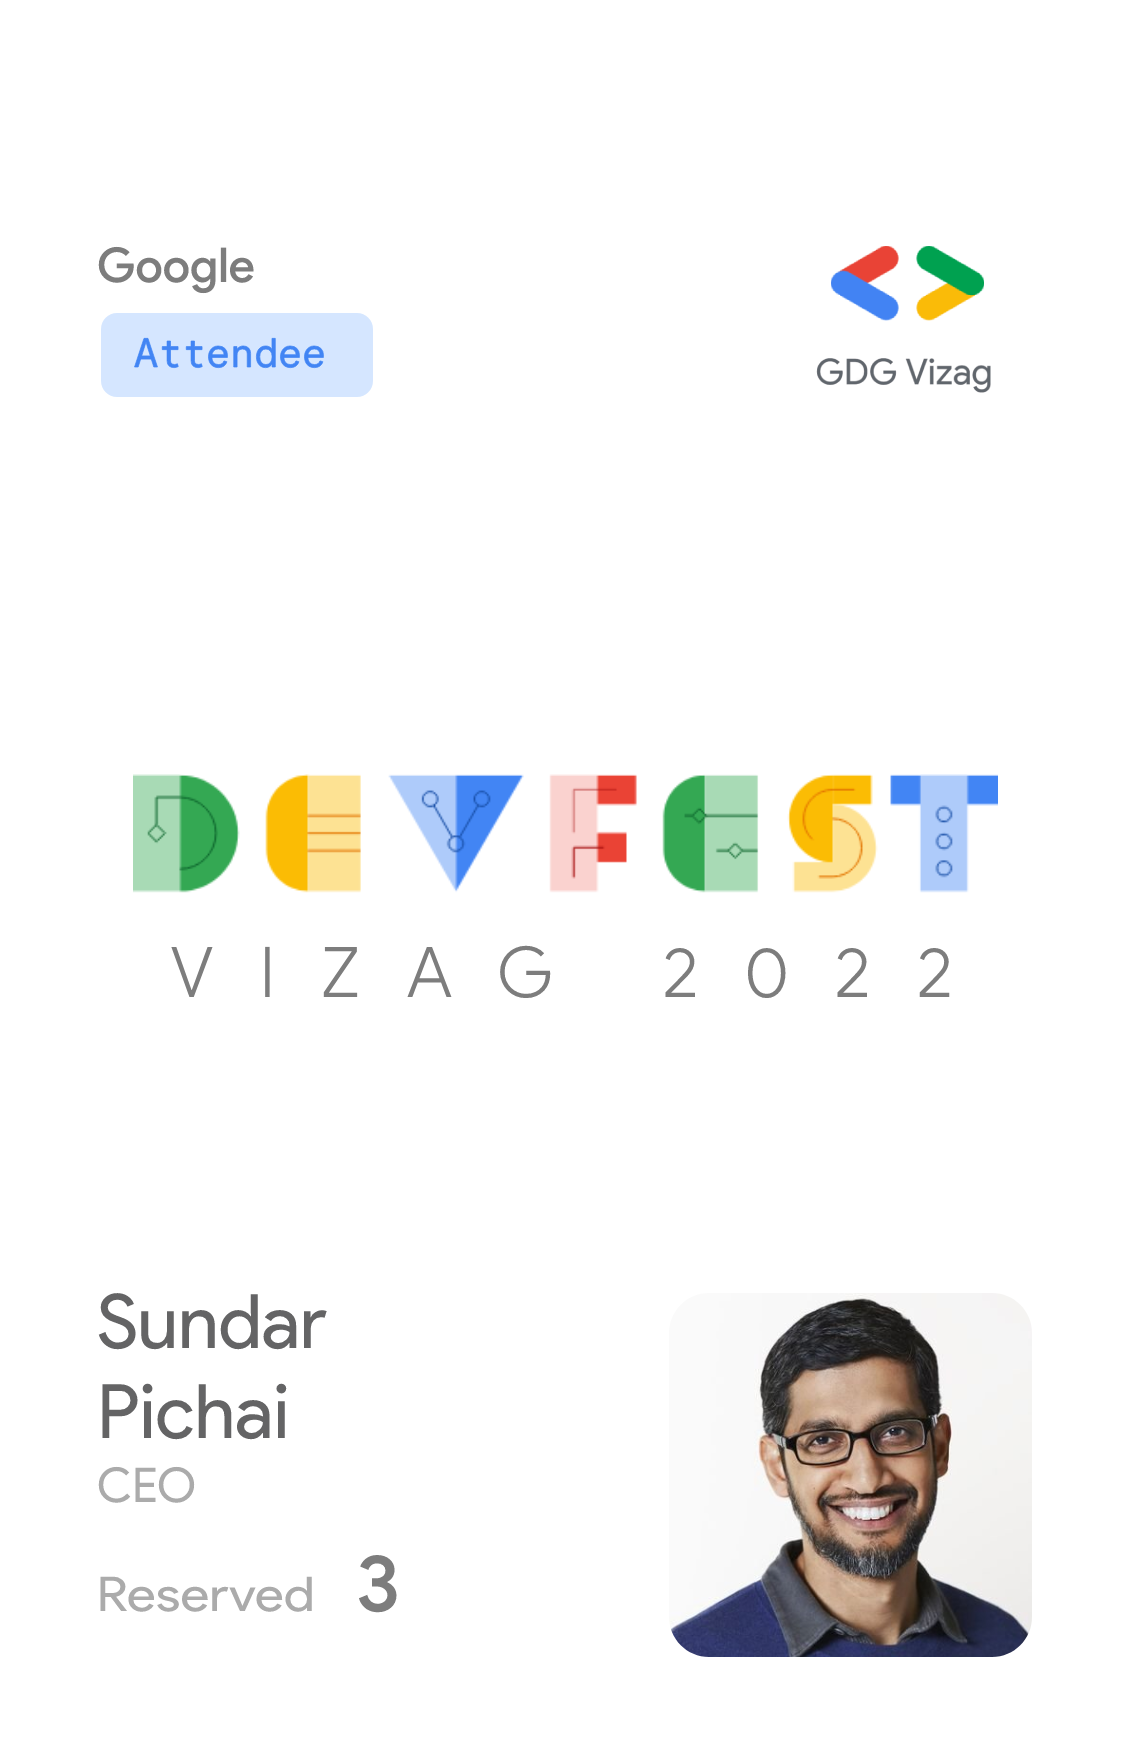 Google
Attendee
GDG Vizag
DEVFEST
VIZAG 2022
Sundar
Pichai
CEO
Reserved 3